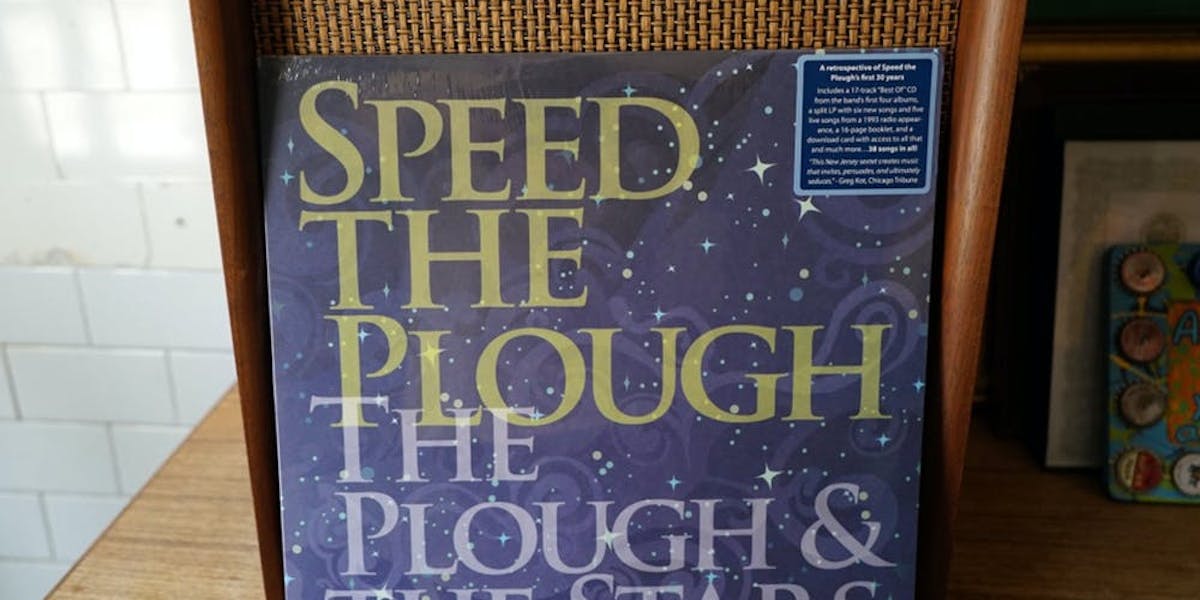 SPEED
THE
PLOUGH
THE
PLOUGH &
THE STARS
A retrospective of Speed the
Plough's first 30 years
Includes a 17-track "Best Of" CD
from the band's first four albums,
a split LP with six new songs and five
live songs from a 1993 radio appear-
ance, a 16-page booklet, and a
download card with access to all that
and much more...38 songs in all!
"This New Jersey sextet creates music
that invites, persuades, and ultimately
seduces." - Greg Kot, Chicago Tribune